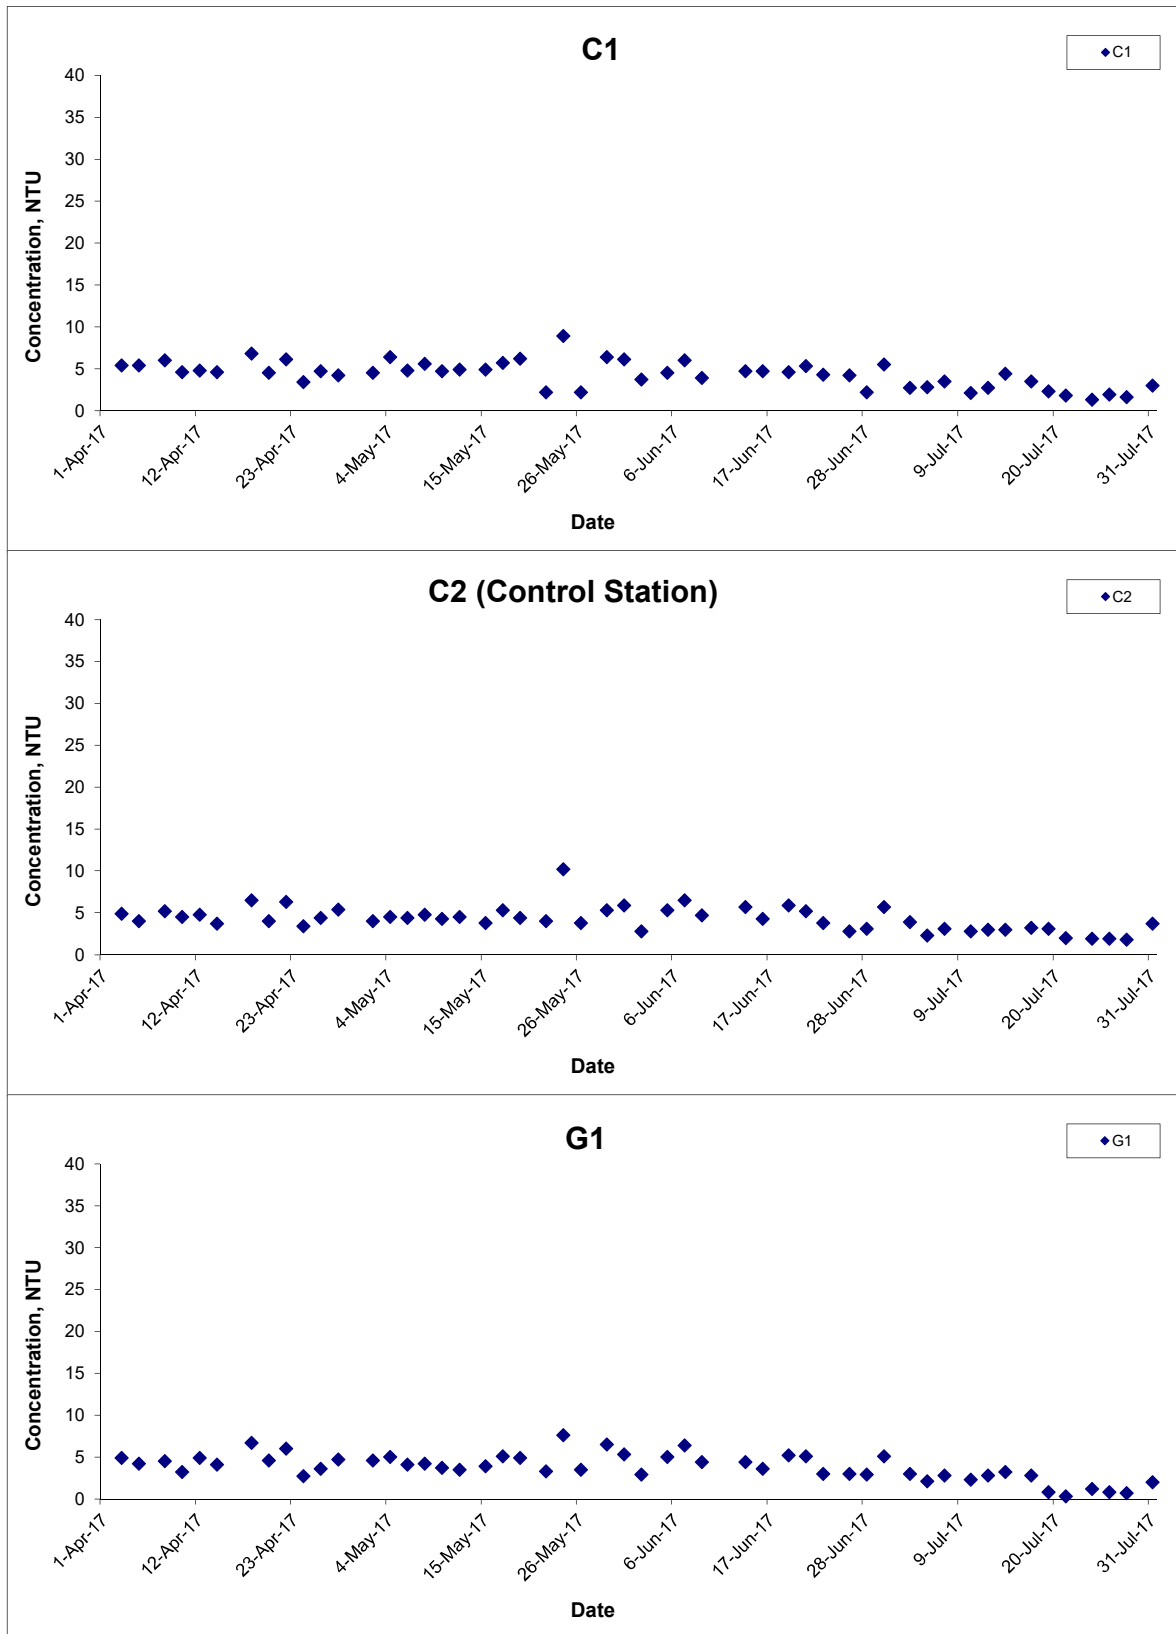 C1
C1
40
35
30
25
20
15
10
5
0
Concentration, NTU
1-Apr-17
12-Apr-17
23-Apr-17
4-May-17
15-May-17
26-May-17
6-Jun-17
17-Jun-17
28-Jun-17
9-Jul-17
20-Jul-17
31-Jul-17
Date
C2 (Control Station)
C2
40
35
30
25
20
15
10
5
0
Concentration, NTU
1-Apr-17
12-Apr-17
23-Apr-17
4-May-17
15-May-17
26-May-17
6-Jun-17
17-Jun-17
28-Jun-17
9-Jul-17
20-Jul-17
31-Jul-17
Date
G1
G1
40
35
30
25
20
15
10
5
0
Concentration, NTU
1-Apr-17
12-Apr-17
23-Apr-17
4-May-17
15-May-17
26-May-17
6-Jun-17
17-Jun-17
28-Jun-17
9-Jul-17
20-Jul-17
31-Jul-17
Date